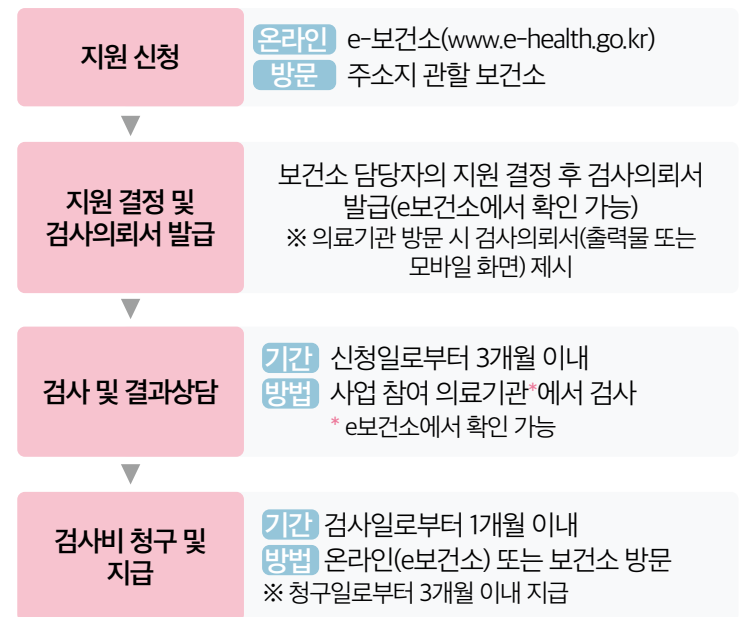 지원 신청
온라인 e-보건소(www.e-health.go.kr)
방문 주소지 관할 보건소
지원 결정 및
검사의뢰서 발급
보건소 담당자의 지원 결정 후 검사의뢰서
발급(e보건소에서 확인 가능)
※ 의료기관 방문 시 검사의뢰서(출력물 또는
모바일 화면) 제시
검사 및 결과상담
기간 신청일로부터 3개월 이내
방법 사업 참여 의료기관*에서 검사
* e보건소에서 확인 가능
검사비 청구 및
지급
기간 검사일로부터 1개월 이내
방법 온라인(e보건소) 또는 보건소 방문
※ 청구일로부터 3개월 이내 지급